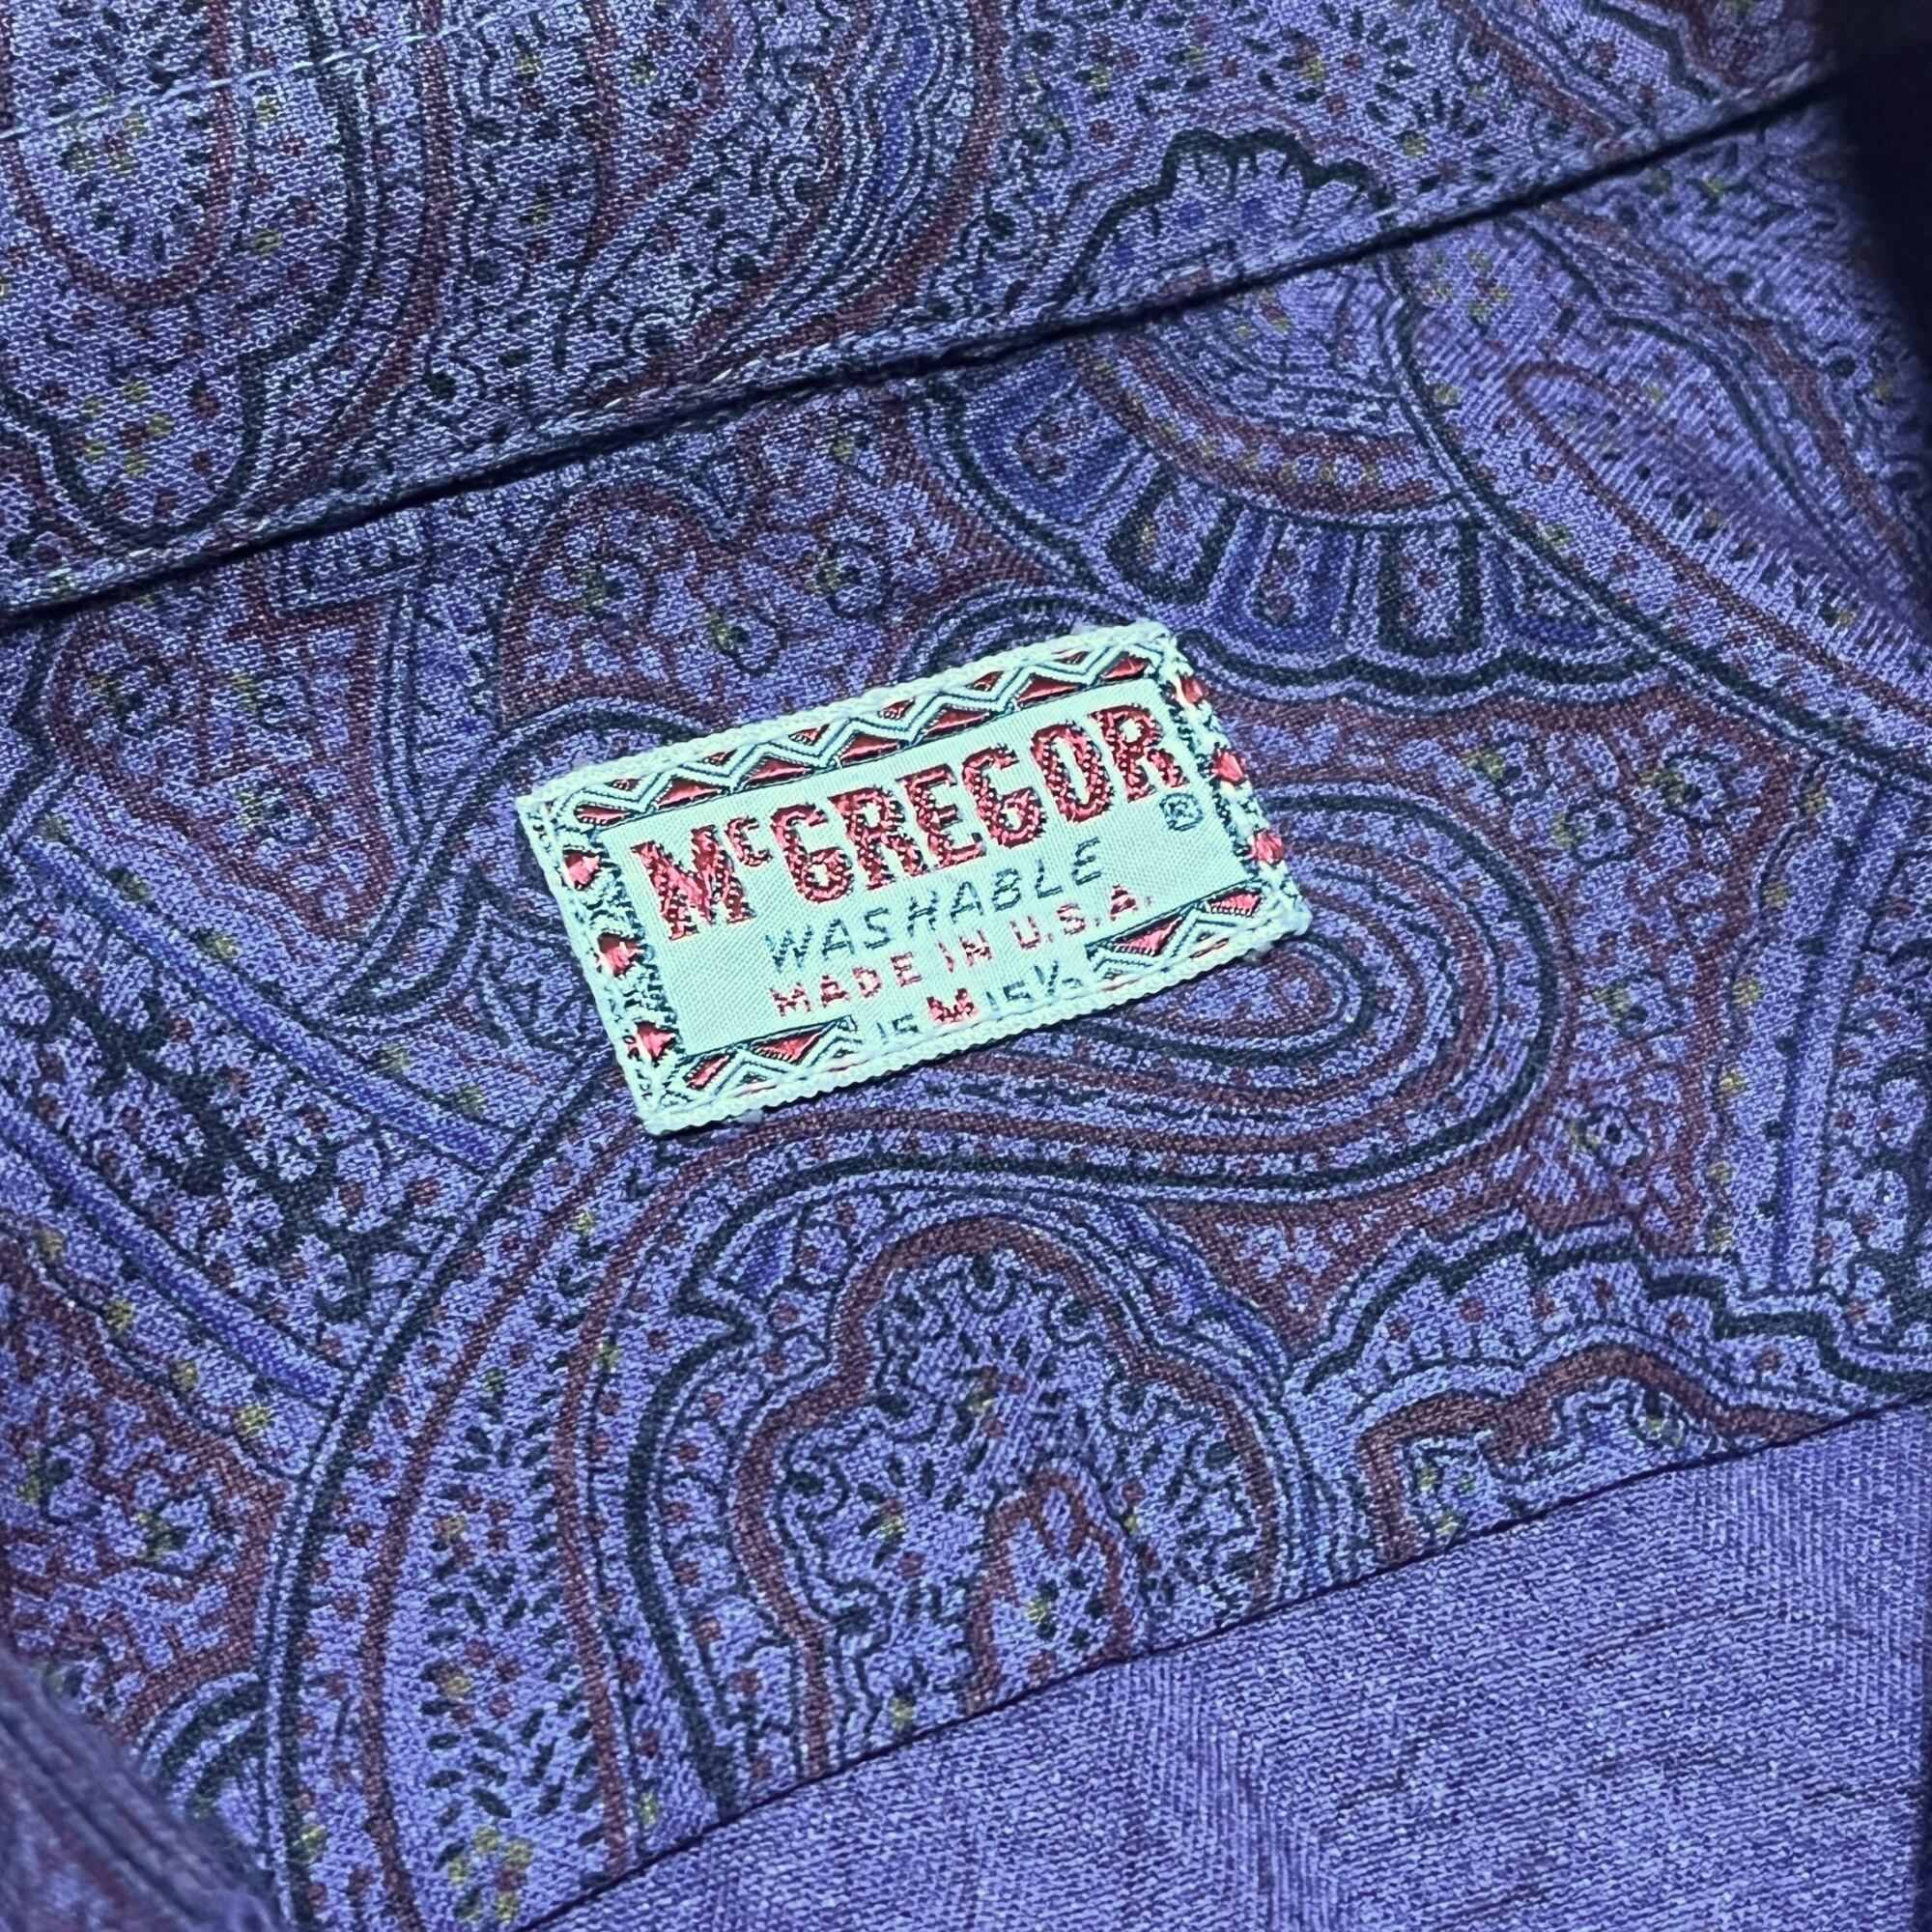 McGREGOR ®
WASHABLE
MADE IN U.S.A.
15 M 15½